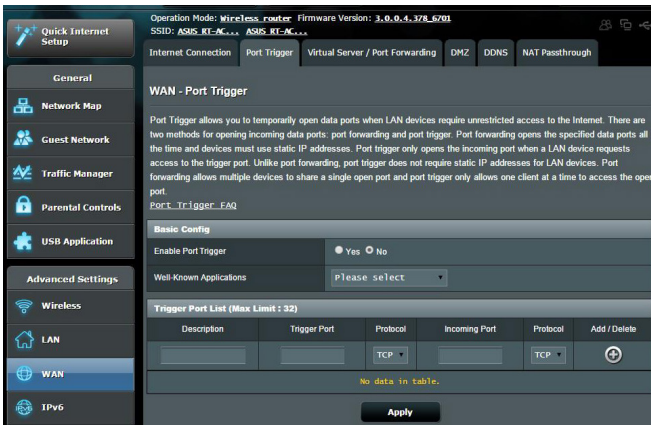 Quick Internet
Setup
General
Network Map
Guest Network
Traffic Manager
Parental Controls
USB Application
Advanced Settings
Wireless
LAN
WAN
IPv6
Operation Mode: Wireless router Firmware Version: 3.0.0.4.378_6701
SSID: ASUS RT-AC... ASUS RT-AC...
Internet Connection Port Trigger Virtual Server / Port Forwarding DMZ DDNS NAT Passthrough
WAN - Port Trigger
Port Trigger allows you to temporarily open data ports when LAN devices require unrestricted access to the Internet. There are
two methods for opening incoming data ports: port forwarding and port trigger. Port forwarding opens the specified data ports all
the time and devices must use static IP addresses. Port trigger only opens the incoming port when a LAN device requests
access to the trigger port. Unlike port forwarding, port trigger does not require static IP addresses for LAN devices. Port
forwarding allows multiple devices to share a single open port and port trigger only allows one client at a time to access the open
port.
Port Trigger FAQ
Basic Config
Enable Port Trigger Yes No
Well-Known Applications Please select
Trigger Port List (Max Limit : 32)
Description Trigger Port Protocol Incoming Port Protocol Add / Delete
TCP TCP
No data in table.
Apply